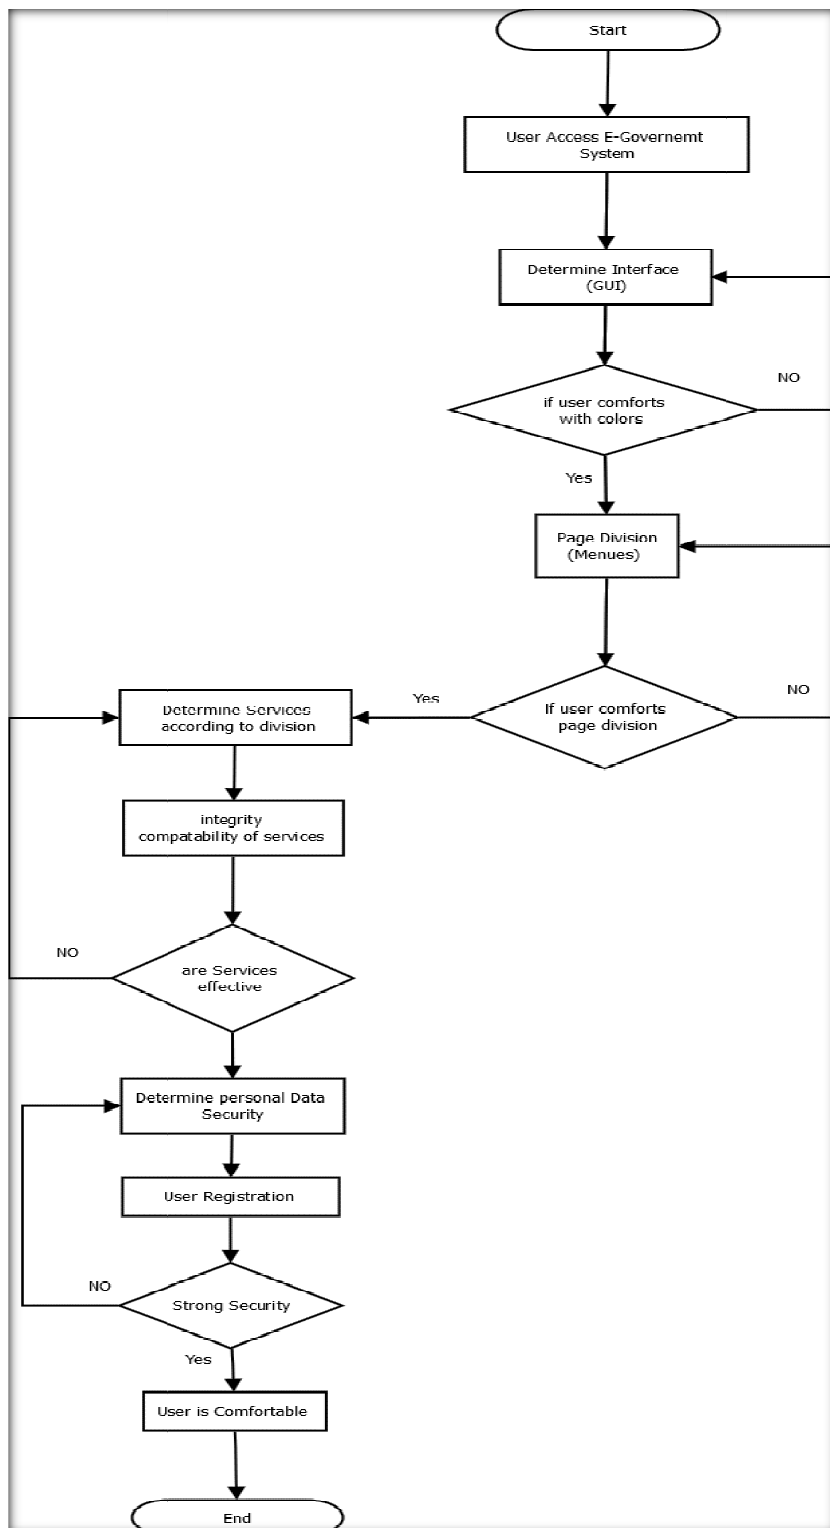 Start
User Access E-Governemt
System
Determine Interface
(GUI)
if user comforts
with colors
NO
Yes
Page Division
(Menues)
If user comforts
page division
NO
Yes
Determine Services
according to division
integrity
compatability of services
are Services
effective
NO
Determine personal Data
Security
User Registration
Strong Security
NO
Yes
User is Comfortable
End